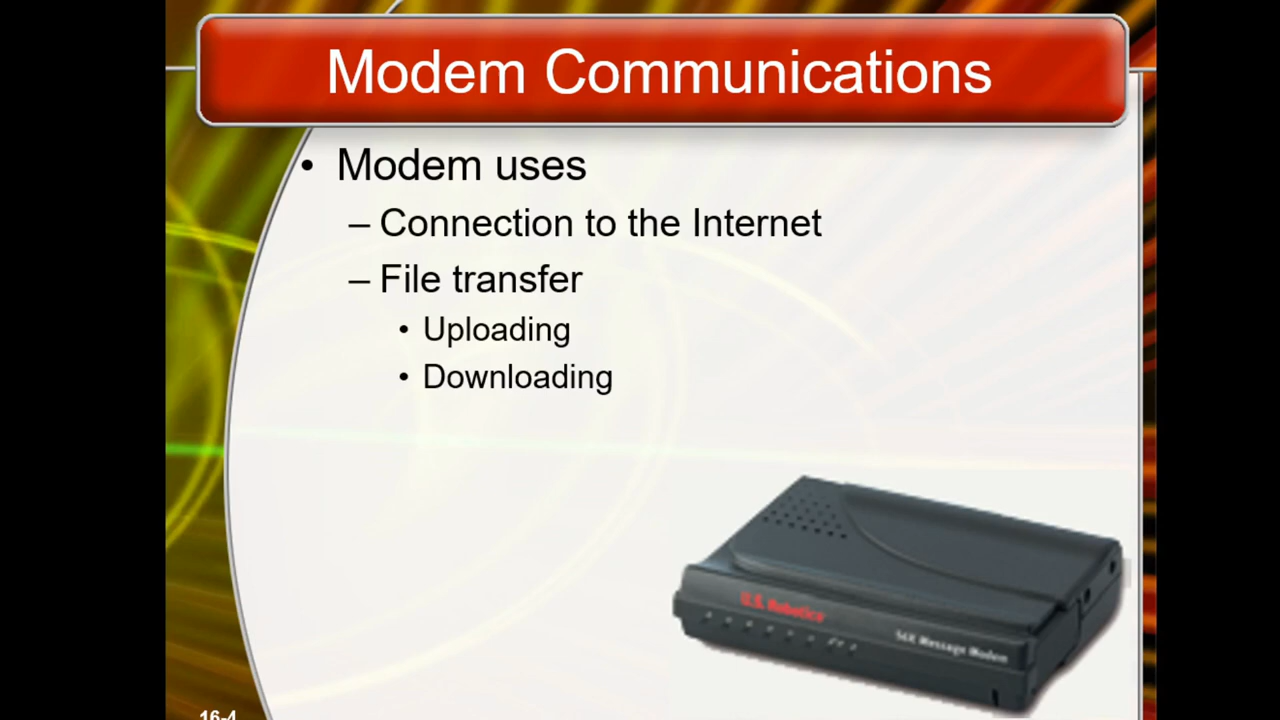 Modem Communications
• Modem uses
– Connection to the Internet
– File transfer
• Uploading
• Downloading
U.S. Robotics
56K Message Modem
16-4